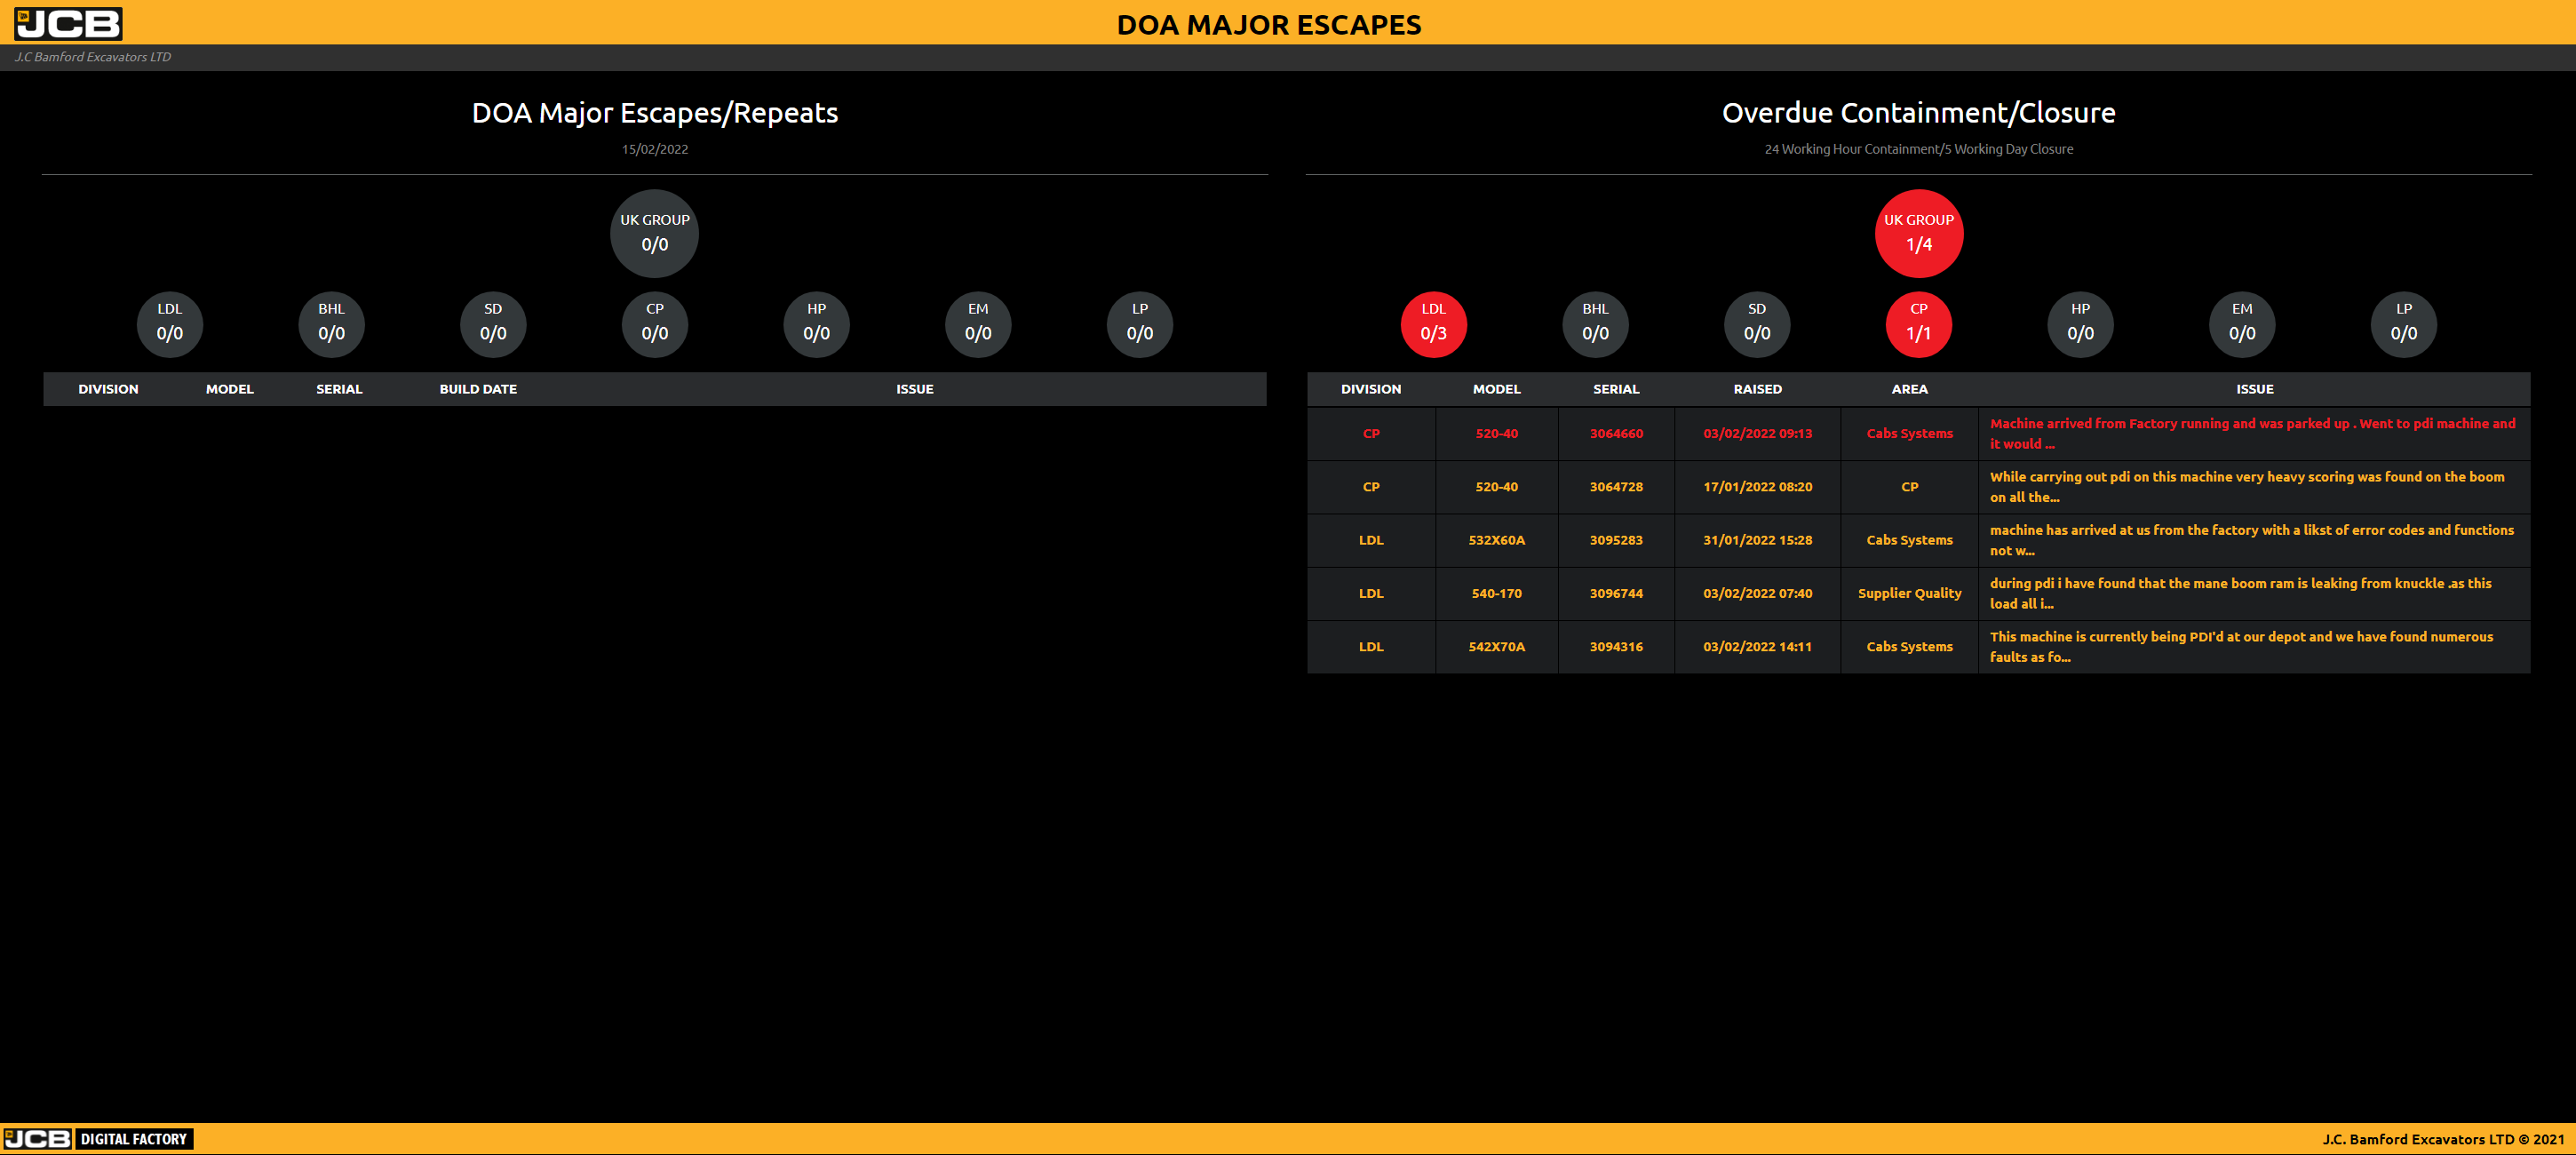 JCB
DOA MAJOR ESCAPES
J.C Bamford Excavators LTD
DOA Major Escapes/Repeats
15/02/2022
UK GROUP
0/0
LDL
0/0
BHL
0/0
SD
0/0
CP
0/0
HP
0/0
EM
0/0
LP
0/0
DIVISION MODEL SERIAL BUILD DATE ISSUE
Overdue Containment/Closure
24 Working Hour Containment/5 Working Day Closure
UK GROUP
1/4
LDL
0/3
BHL
0/0
SD
0/0
CP
1/1
HP
0/0
EM
0/0
LP
0/0
DIVISION MODEL SERIAL RAISED AREA ISSUE
CP 520-40 3064660 03/02/2022 09:13 Cabs Systems Machine arrived from Factory running and was parked up . Went to pdi machine and
it would ...
CP 520-40 3064728 17/01/2022 08:20 CP While carrying out pdi on this machine very heavy scoring was found on the boom
on all the...
LDL 532X60A 3095283 31/01/2022 15:28 Cabs Systems machine has arrived at us from the factory with a likst of error codes and functions
not w...
LDL 540-170 3096744 03/02/2022 07:40 Supplier Quality during pdi i have found that the mane boom ram is leaking from knuckle .as this
load all i...
LDL 542X70A 3094316 03/02/2022 14:11 Cabs Systems This machine is currently being PDI'd at our depot and we have found numerous
faults as fo...
JCB DIGITAL FACTORY
J.C. Bamford Excavators LTD © 2021